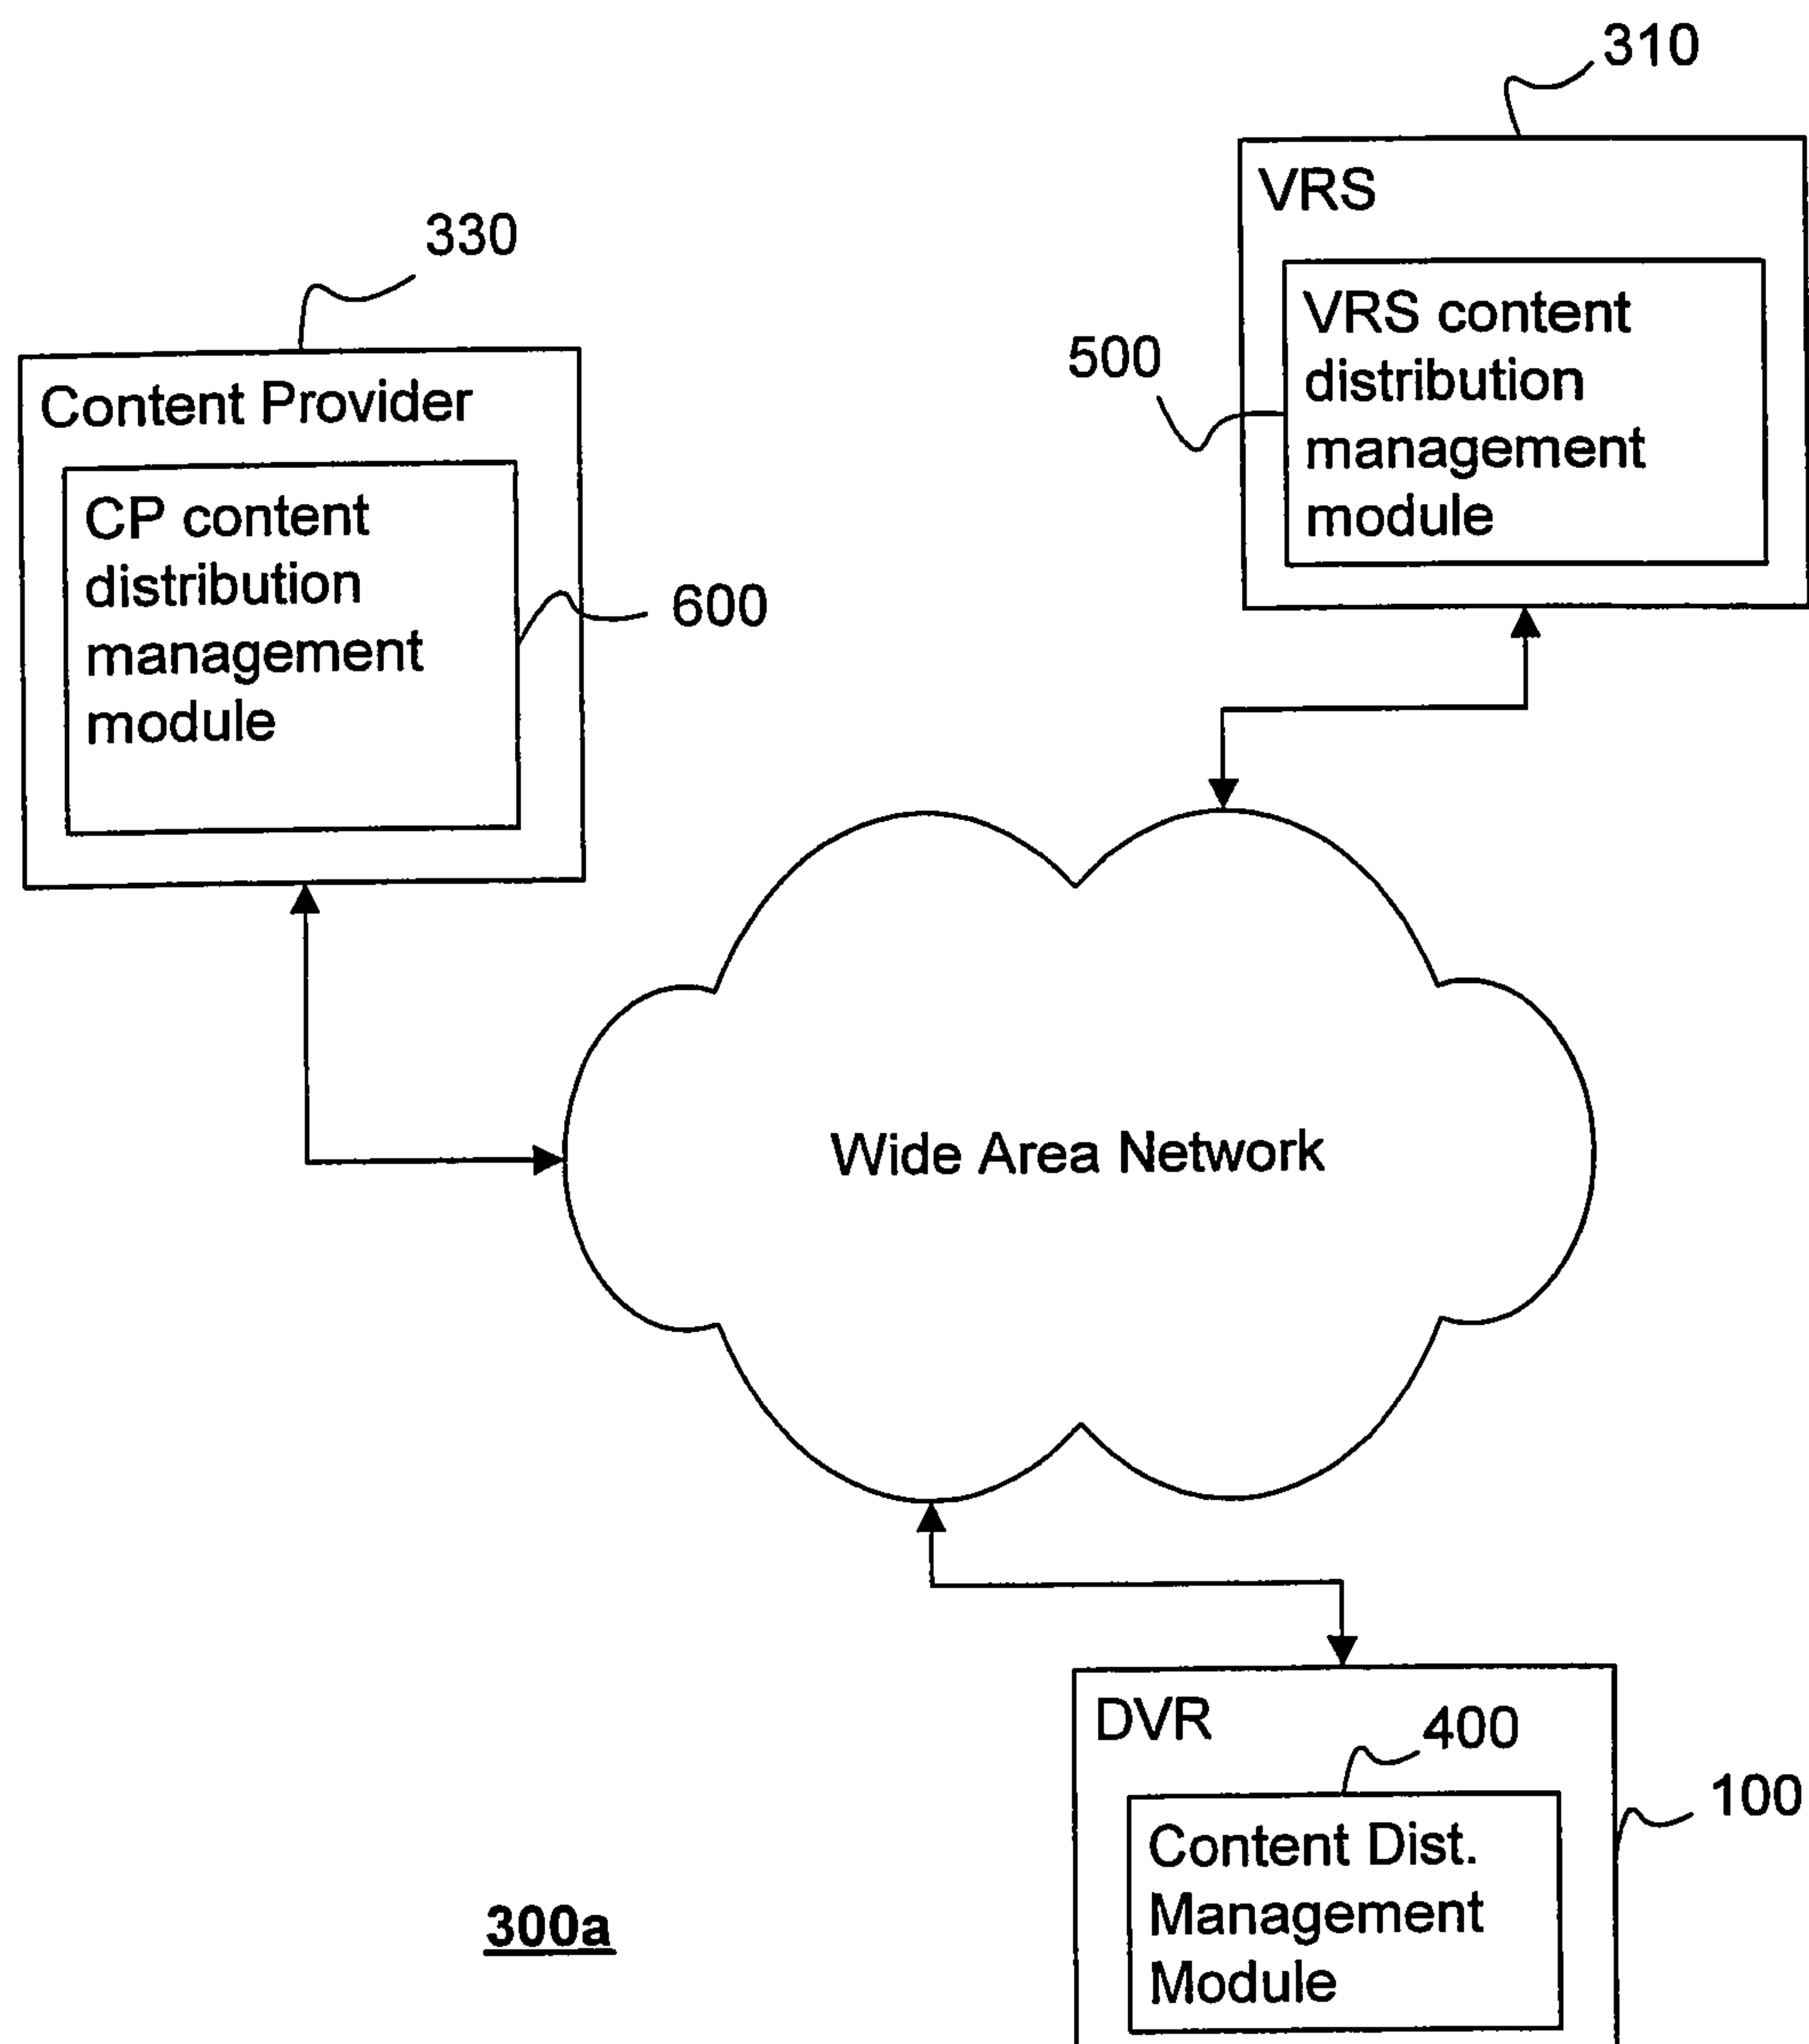 310
VRS
VRS content
distribution
management
module
500
330
Content Provider
CP content
distribution
management
module
600
Wide Area Network
DVR
400
Content Dist.
Management
Module
100
300a